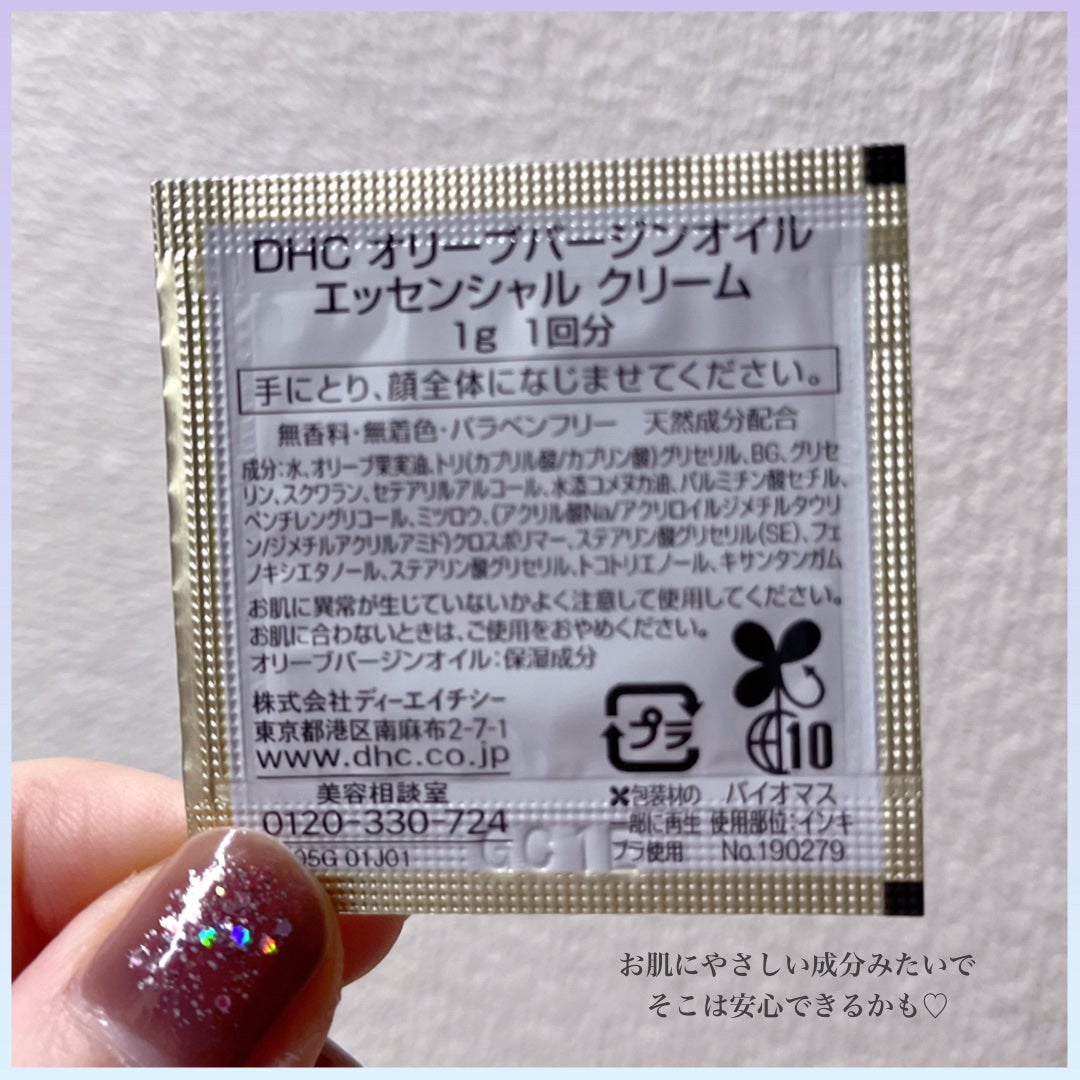 DHC オリーブバージンオイル
エッセンシャル クリーム
1g 1回分
手にとり、顔全体になじませてください。
無香料・無着色・パラベンフリー 天然成分配合
成分:水、オリーブ果実油、トリ(カプリル酸/カプリン酸)グリセリル、BG、グリセ
リン、スクワラン、セテアリルアルコール、水添コメヌカ油、パルミチン酸セチル、
ペンチレングリコール、ミツロウ、(アクリル酸Na/アクリロイルジメチルタウリ
ン/ジメチルアクリルアミド)クロスポリマー、ステアリン酸グリセリル(SE)、フェ
ノキシエタノール、ステアリン酸グリセリル、トコトリエノール、キサンタンガム
お肌に異常が生じていないかよく注意して使用してください。
お肌に合わないときは、ご使用をおやめください。
オリーブバージンオイル:保湿成分
株式会社ディーエイチシー
東京都港区南麻布2-7-1
www.dhc.co.jp
美容相談室
0120-330-724
05G 01J01
プラ
包装材の
一部に再生
プラ使用
10
バイオマス
使用部位:インキ
No.190279
お肌にやさしい成分みたいで
そこは安心できるかも♡